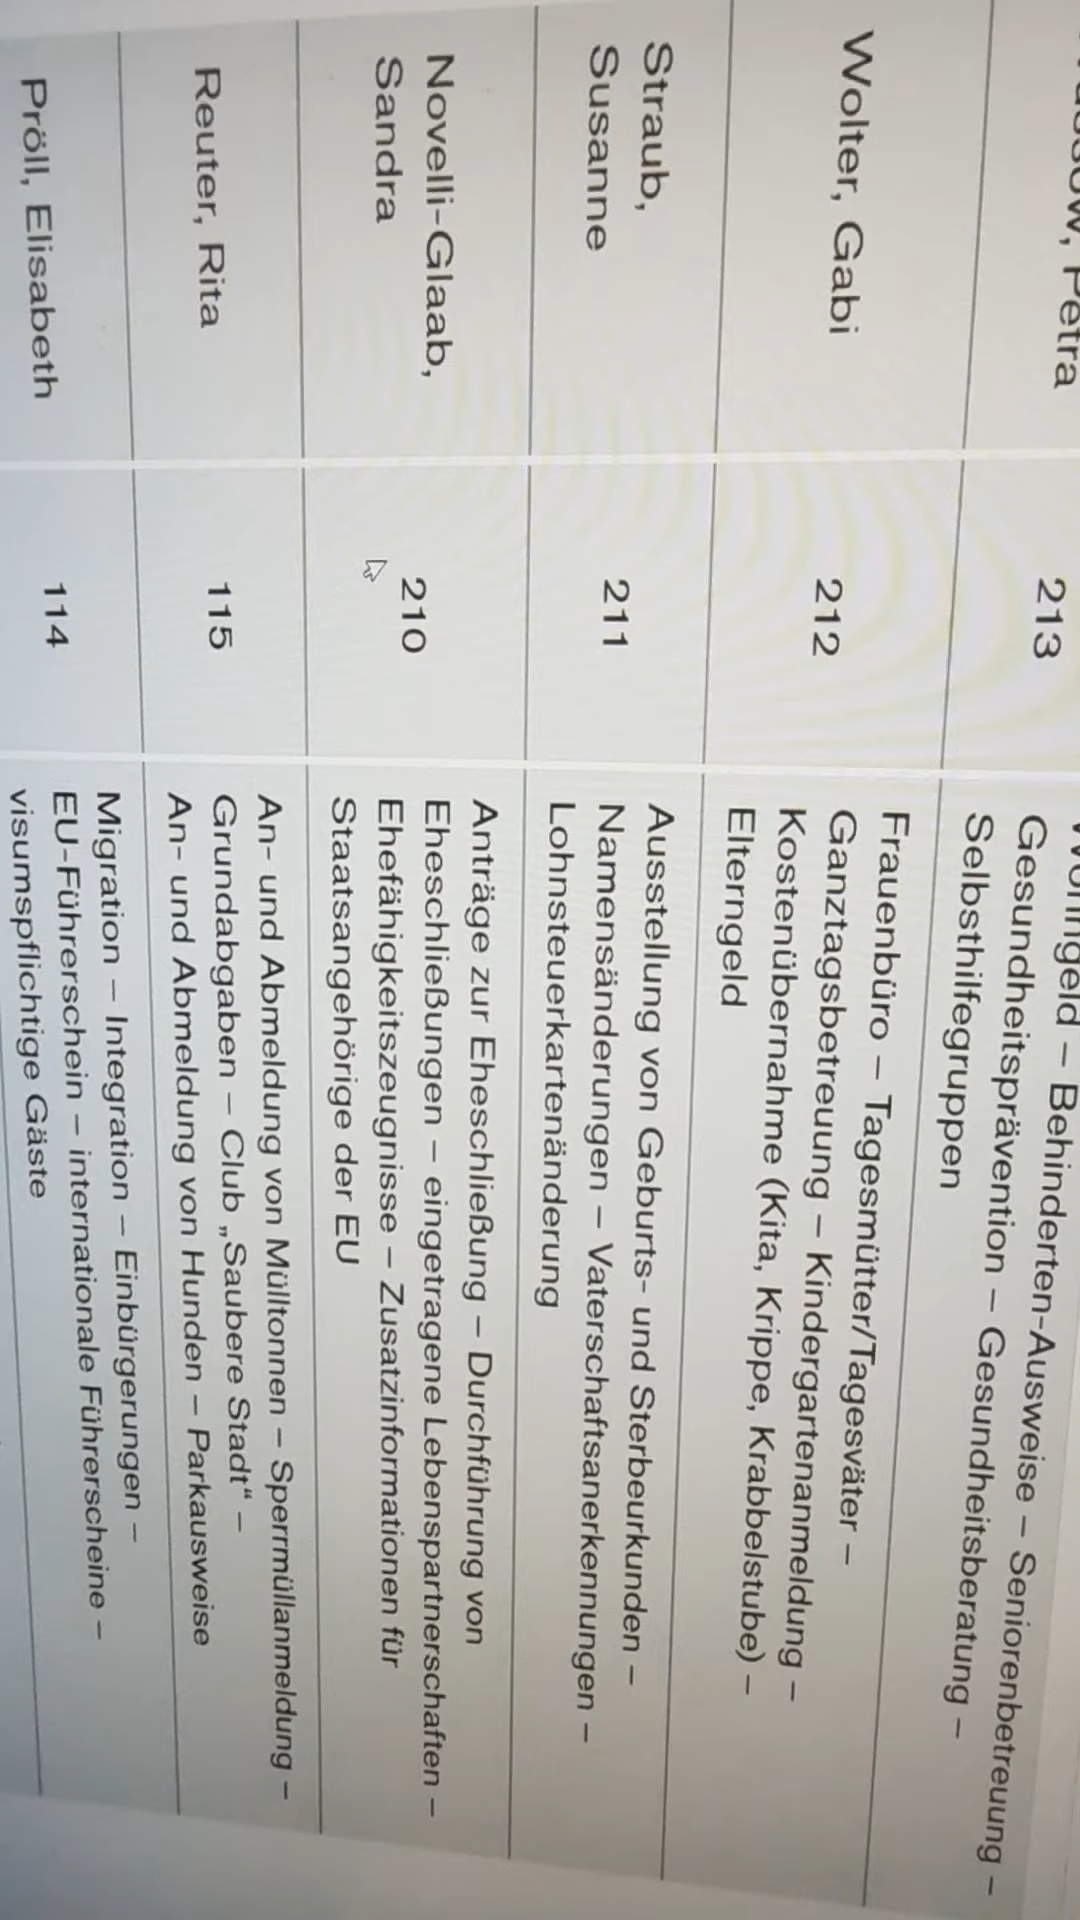 Petra
213
Behinderten-Ausweise – Seniorenbetreuung –
Gesundheitsprävention – Gesundheitsberatung –
Selbsthilfegruppen
Wolter, Gabi
212
Frauenbüro – Tagesmütter/Tagesväter –
Ganztagsbetreuung – Kindergartenanmeldung –
Kostenübernahme (Kita, Krippe, Krabbelstube) –
Elterngeld
Straub,
Susanne
211
Ausstellung von Geburts- und Sterbeurkunden –
Namensänderungen – Vaterschaftsanerkennungen –
Lohnsteuerkartenänderung
Novelli-Glaab,
Sandra
210
Anträge zur Eheschließung – Durchführung von
Eheschließungen – eingetragene Lebenspartnerschaften –
Ehefähigkeitszeugnisse – Zusatzinformationen für
Staatsangehörige der EU
Reuter, Rita
115
An- und Abmeldung von Mülltonnen – Sperrmüllanmeldung –
Grundabgaben – Club „Saubere Stadt“ –
An- und Abmeldung von Hunden – Parkausweise
Pröll, Elisabeth
114
Migration – Integration – Einbürgerungen –
EU-Führerschein – internationale Führerscheine –
visumspflichtige Gäste